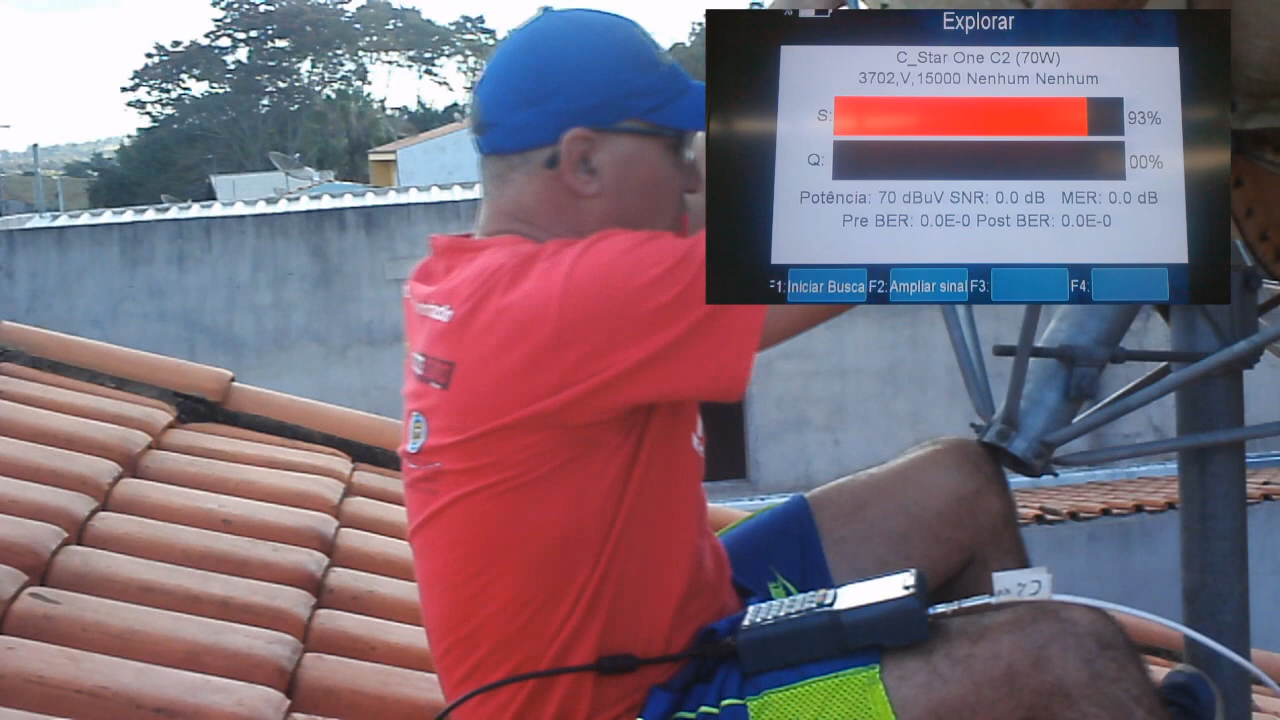 Explorar
C_Star One C2 (70W)
3702,V,15000 Nenhum Nenhum
S: 93%
Q: 00%
Potência: 70 dBuV SNR: 0.0 dB MER: 0.0 dB
Pre BER: 0.0E-0 Post BER: 0.0E-0
F1: Iniciar Busca F2: Ampliar sinal F3: F4:
C2